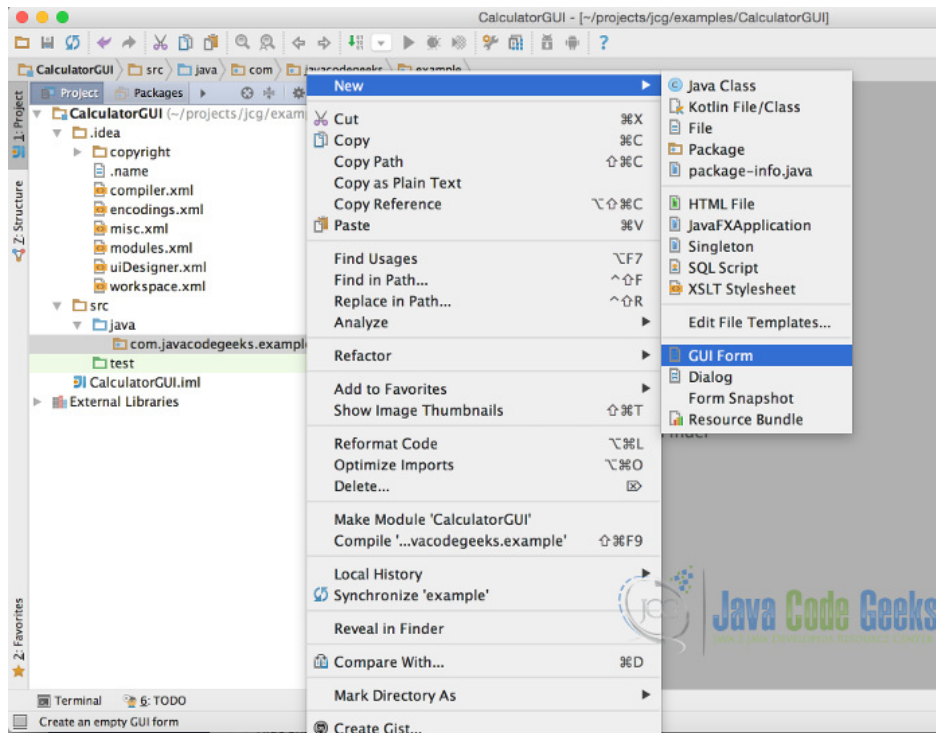 CalculatorGUI - [~/projects/jcg/examples/CalculatorGUI]
CalculatorGUI src java com javacodegeeks example
1: Project
Z: Structure
2: Favorites
Project Packages
CalculatorGUI (~/projects/jcg/exam
.idea
copyright
.name
compiler.xml
encodings.xml
misc.xml
modules.xml
uiDesigner.xml
workspace.xml
src
java
com.javacodegeeks.exampl
test
CalculatorGUI.iml
External Libraries
New
Cut ⌘X
Copy ⌘C
Copy Path ⇧⌘C
Copy as Plain Text
Copy Reference ⌥⇧⌘C
Paste ⌘V
Find Usages ⌥F7
Find in Path... ^⇧F
Replace in Path... ^⇧R
Analyze
Refactor
Add to Favorites
Show Image Thumbnails ⇧⌘T
Reformat Code ⌥⌘L
Optimize Imports ⌥⌘O
Delete... ⌦
Make Module 'CalculatorGUI'
Compile '...vacodegeeks.example' ⇧⌘F9
Local History
Synchronize 'example'
Reveal in Finder
Compare With... ⌘D
Mark Directory As
Create Gist...
Java Class
Kotlin File/Class
File
Package
package-info.java
HTML File
JavaFXApplication
Singleton
SQL Script
XSLT Stylesheet
Edit File Templates...
GUI Form
Dialog
Form Snapshot
Resource Bundle
JCG
Java Code Geeks
Terminal 6: TODO
Create an empty GUI form